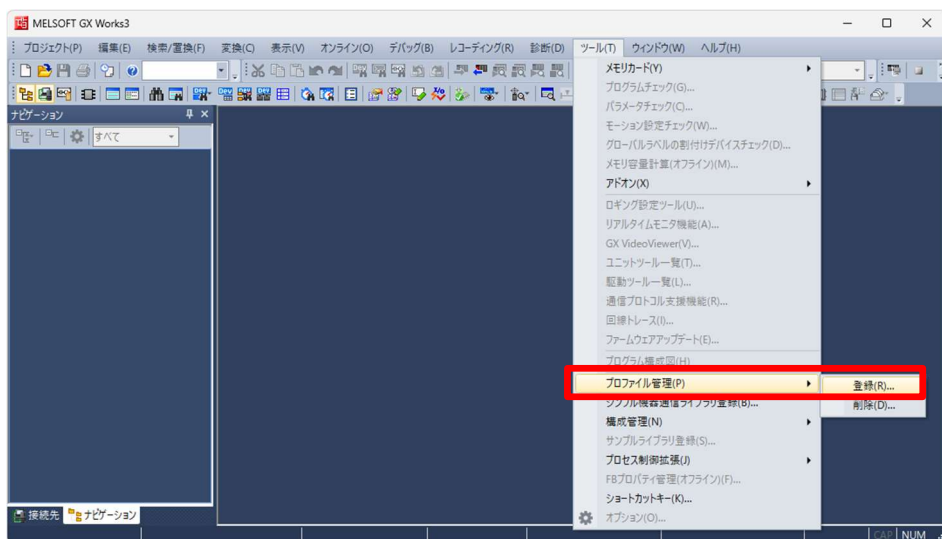 MELSOFT GX Works3
プロジェクト(P) 編集(E) 検索/置換(F) 変換(C) 表示(V) オンライン(O) デバッグ(B) レコーディング(R) 診断(D) ツール(T) ウィンドウ(W) ヘルプ(H)
ナビゲーション
すべて
メモリカード(Y)
プログラムチェック(G)...
パラメータチェック(C)...
モーション設定チェック(W)...
グローバルラベルの割付けデバイスチェック(D)...
メモリ容量計算(オフライン)(M)...
アドオン(X)
ロギング設定ツール(U)...
リアルタイムモニタ機能(A)...
GX VideoViewer(V)...
ユニットツール一覧(T)...
駆動ツール一覧(L)...
通信プロトコル支援機能(R)...
回線トレース(I)...
ファームウェアアップデート(E)...
プログラム構成図(H)
プロファイル管理(P)
登録(R)...
シンプル機器通信ライブラリ登録(B)...
削除(D)...
構成管理(N)
サンプルライブラリ登録(S)...
プロセス制御拡張(J)
FBプロパティ管理(オフライン)(F)...
ショートカットキー(K)...
オプション(O)...
接続先 ナビゲーション
CAP NUM